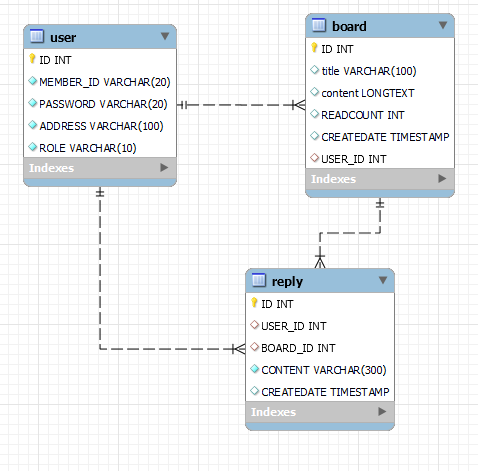 user
ID INT
MEMBER_ID VARCHAR(20)
PASSWORD VARCHAR(20)
ADDRESS VARCHAR(100)
ROLE VARCHAR(10)
Indexes
board
ID INT
title VARCHAR(100)
content LONGTEXT
READCOUNT INT
CREATEDATE TIMESTAMP
USER_ID INT
Indexes
reply
ID INT
USER_ID INT
BOARD_ID INT
CONTENT VARCHAR(300)
CREATEDATE TIMESTAMP
Indexes